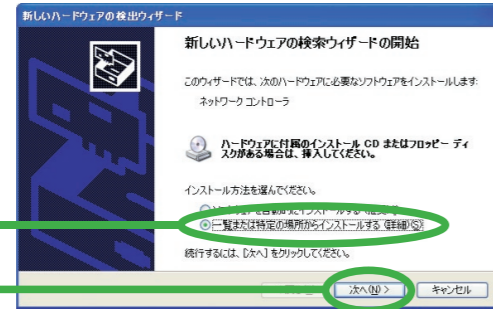 新しいハードウェアの検出ウィザード
新しいハードウェアの検索ウィザードの開始
このウィザードでは、次のハードウェアに必要なソフトウェアをインストールします:
ネットワーク コントローラ
ハードウェアに付属のインストール CD またはフロッピー ディ
スクがある場合は、挿入してください。
インストール方法を選んでください。
一覧または特定の場所からインストールする (詳細)(S)
続行するには、[次へ] をクリックしてください。
次へ(N) >
キャンセル